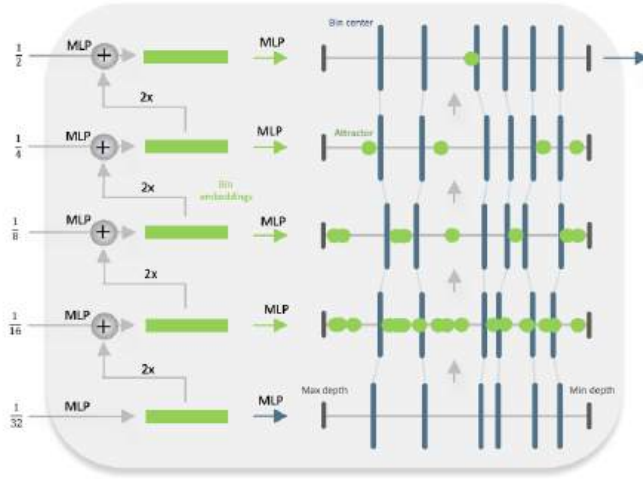 Bin center
1/2 MLP + MLP
2x
1/4 MLP + MLP Attractor
Bin
embeddings
2x
1/8 MLP + MLP
2x
1/16 MLP + MLP
2x
Max depth Min depth
1/32 MLP MLP